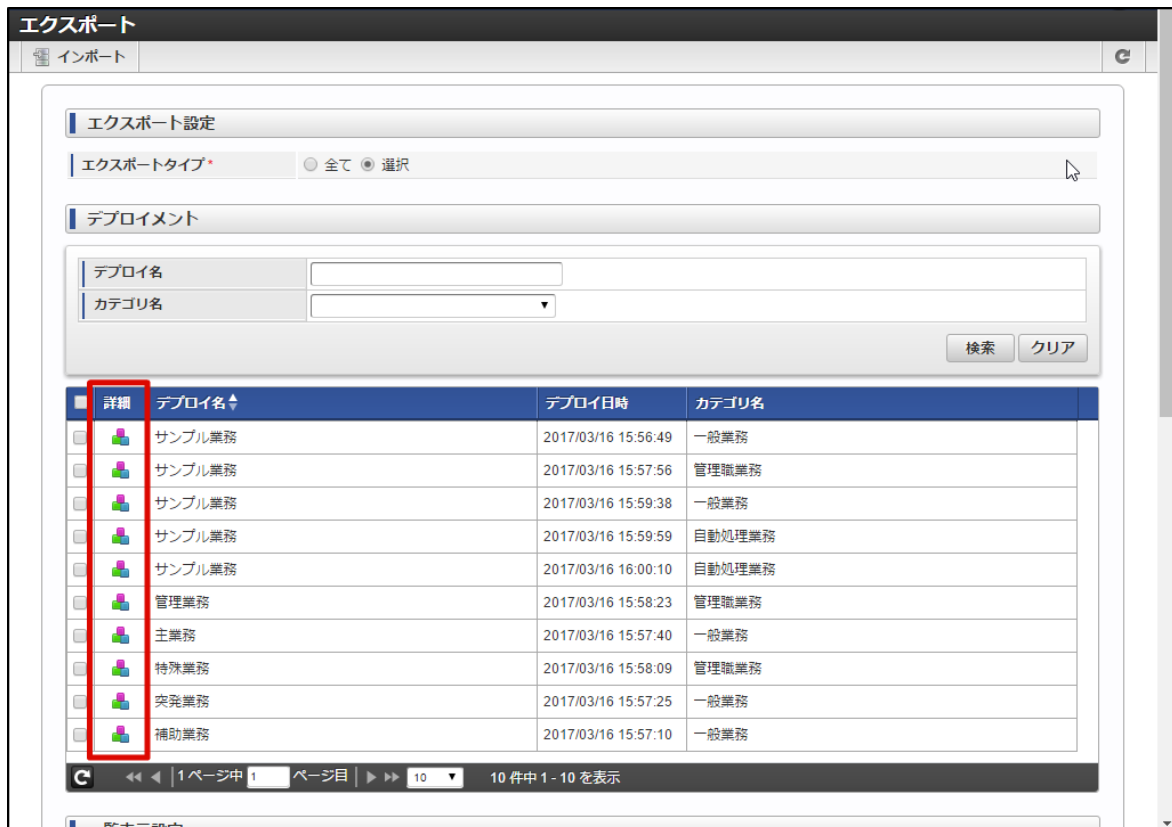 エクスポート
インポート
エクスポート設定
エクスポートタイプ* 全て 選択
デプロイメント
デプロイ名
カテゴリ名
検索 クリア
詳細 デプロイ名 デプロイ日時 カテゴリ名
サンプル業務 2017/03/16 15:56:49 一般業務
サンプル業務 2017/03/16 15:57:56 管理職業務
サンプル業務 2017/03/16 15:59:38 一般業務
サンプル業務 2017/03/16 15:59:59 自動処理業務
サンプル業務 2017/03/16 16:00:10 自動処理業務
管理業務 2017/03/16 15:58:23 管理職業務
主業務 2017/03/16 15:57:40 一般業務
特殊業務 2017/03/16 15:58:09 管理職業務
突発業務 2017/03/16 15:57:25 一般業務
補助業務 2017/03/16 15:57:10 一般業務
1 ページ中 1 ページ目 10 10 件中 1 - 10 を表示